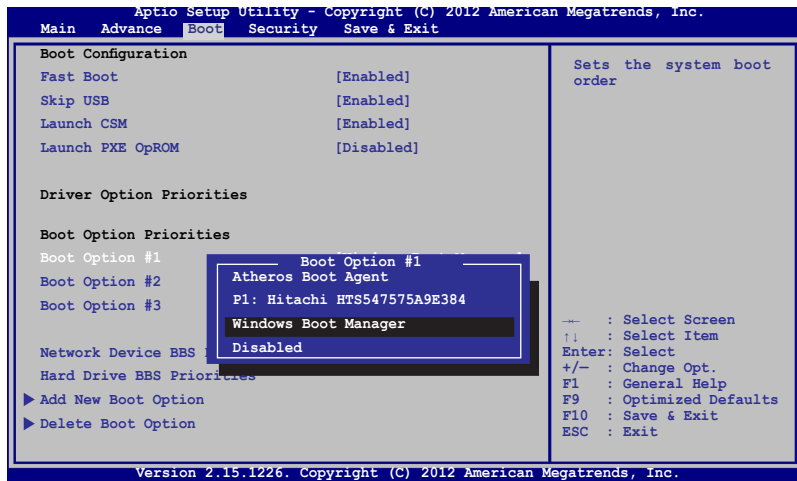 Aptio Setup Utility - Copyright (C) 2012 American Megatrends, Inc.
Main Advance Boot Security Save & Exit
Boot Configuration
Fast Boot [Enabled]
Skip USB [Enabled]
Launch CSM [Enabled]
Launch PXE OpROM [Disabled]
Driver Option Priorities
Boot Option Priorities
Boot Option #1
Boot Option #2
Boot Option #3
Network Device BBS
Hard Drive BBS Priorities
Add New Boot Option
Delete Boot Option
Boot Option #1
Atheros Boot Agent
P1: Hitachi HTS547575A9E384
Windows Boot Manager
Disabled
Sets the system boot
order
→← : Select Screen
↑↓ : Select Item
Enter: Select
+/— : Change Opt.
F1 : General Help
F9 : Optimized Defaults
F10 : Save & Exit
ESC : Exit
Version 2.15.1226. Copyright (C) 2012 American Megatrends, Inc.